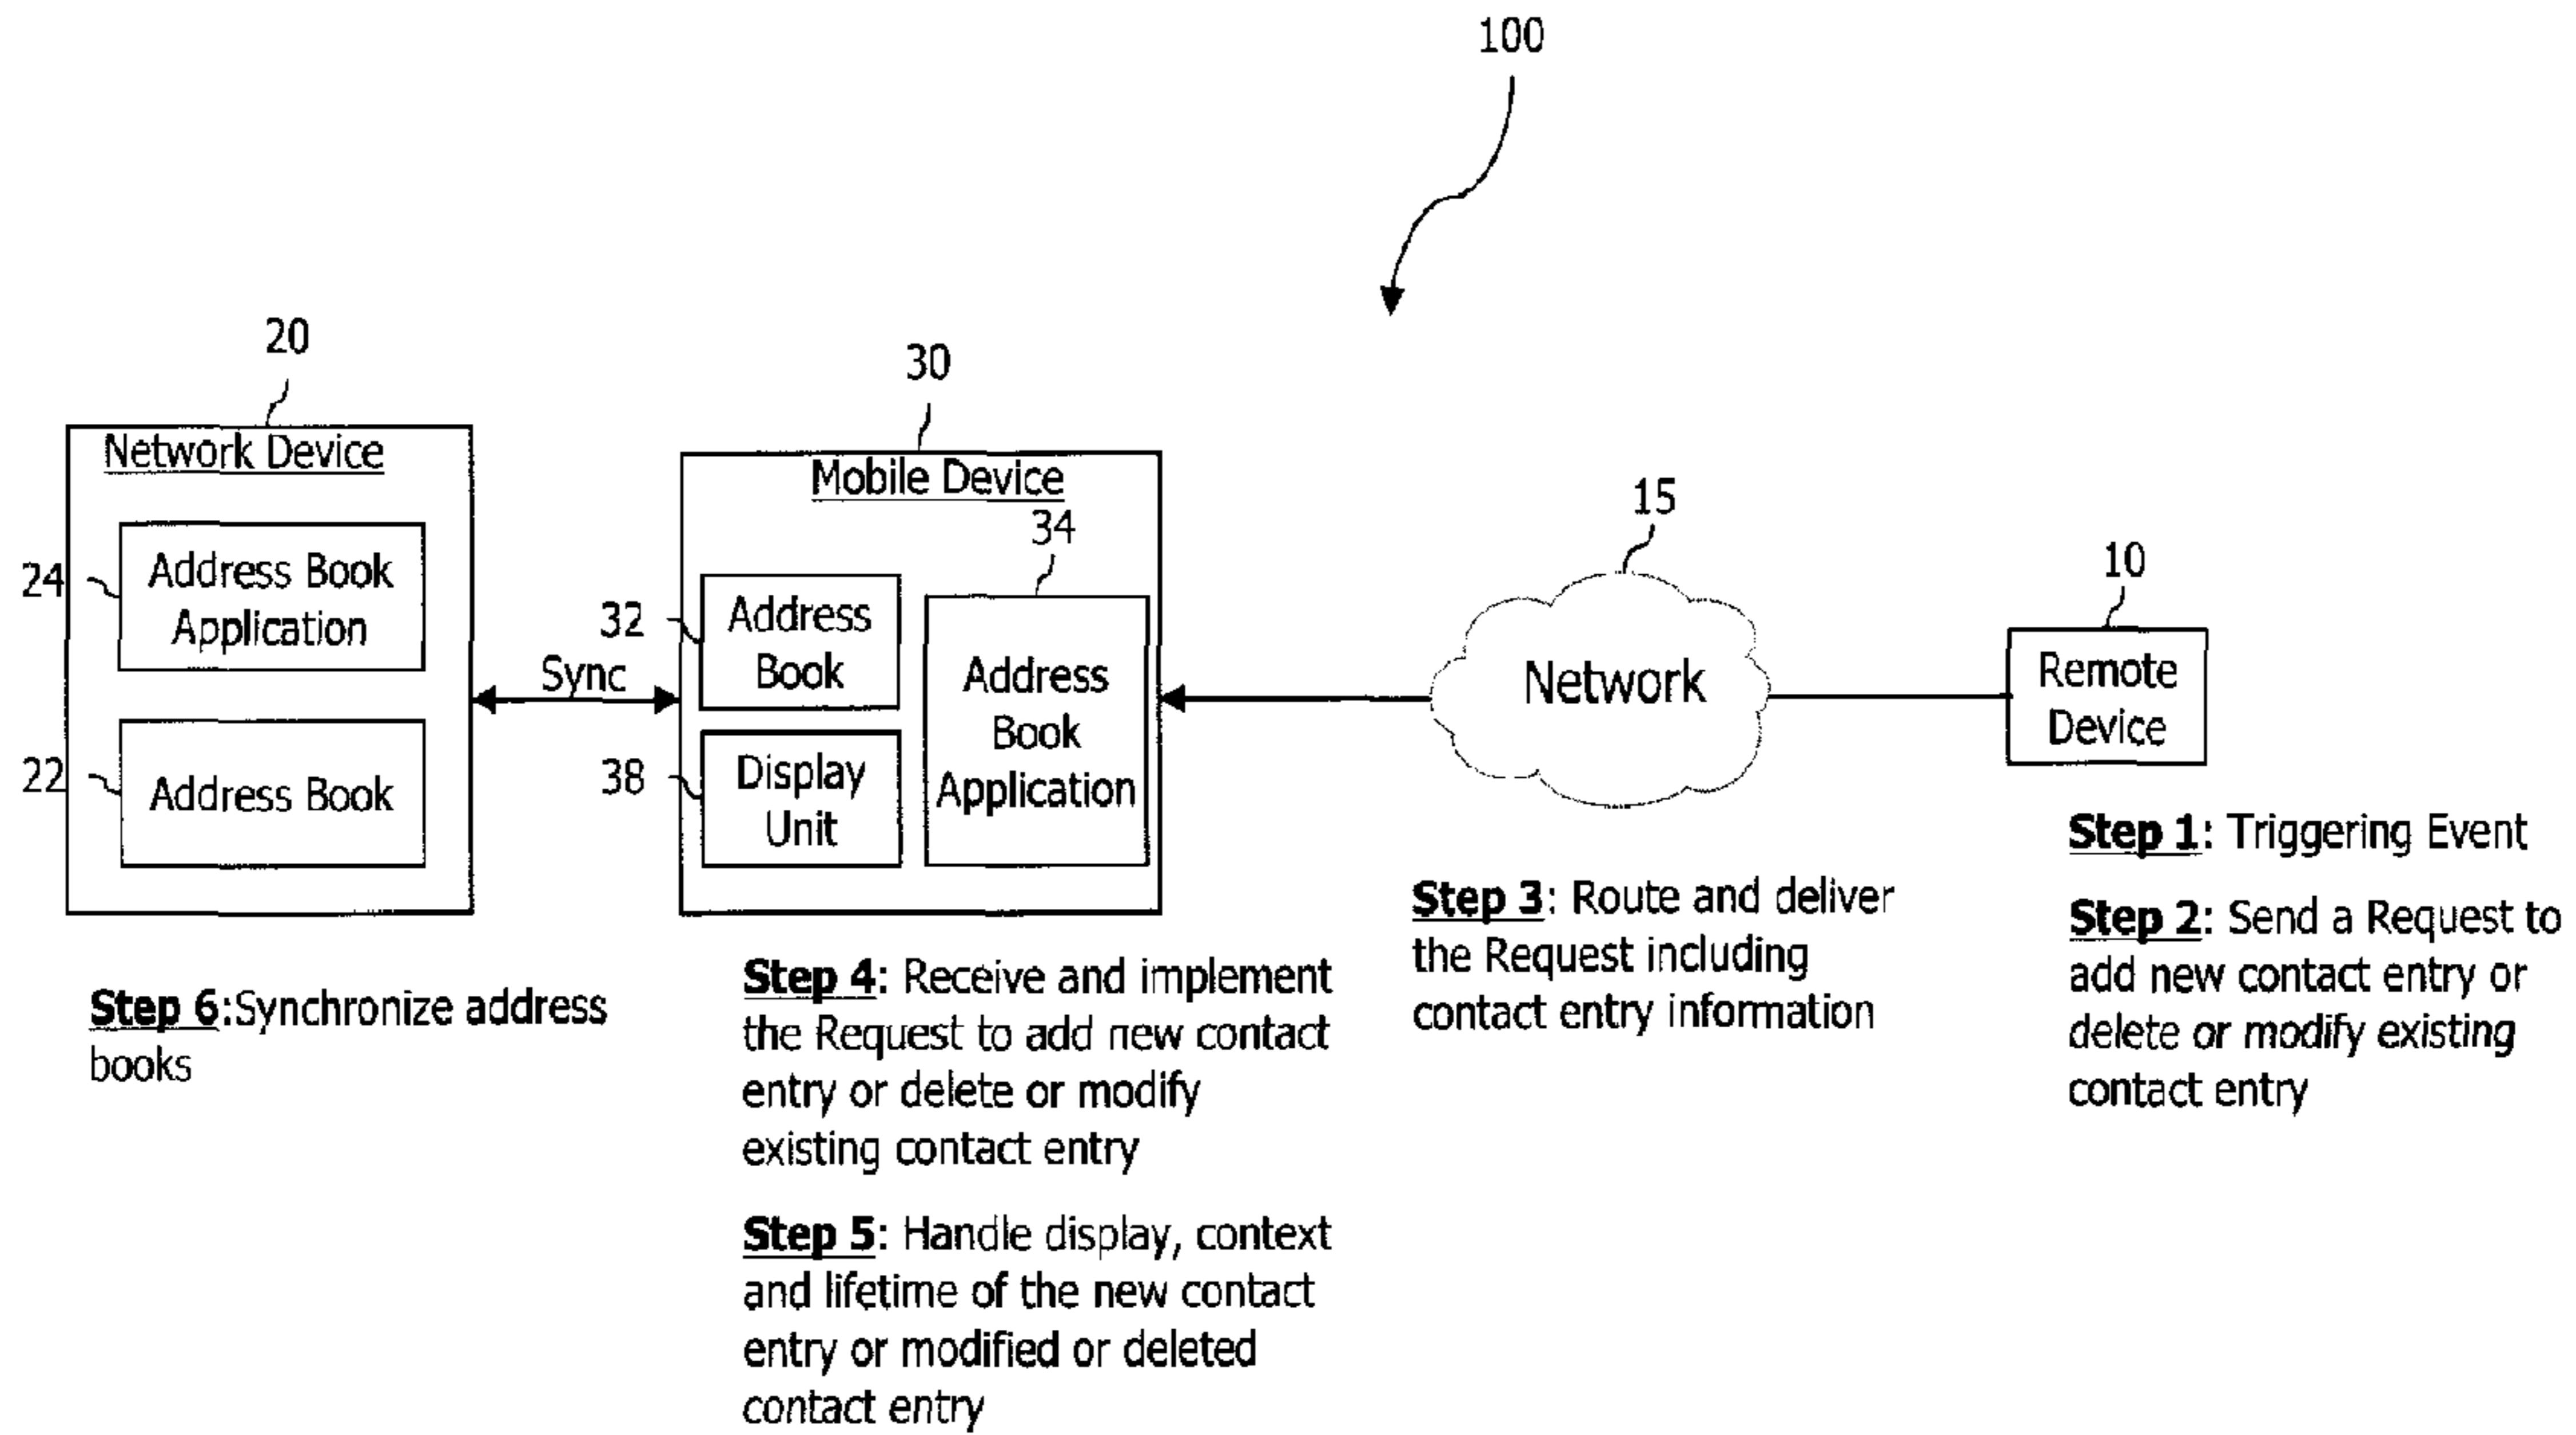 100
20
Network Device
24
Address Book
Application
22
Address Book
Sync
30
Mobile Device
34
32
Address
Book
38
Display
Unit
Address
Book
Application
15
Network
10
Remote
Device
Step 1: Triggering Event
Step 2: Send a Request to
add new contact entry or
delete or modify existing
contact entry
Step 3: Route and deliver
the Request including
contact entry information
Step 4: Receive and implement
the Request to add new contact
entry or delete or modify
existing contact entry
Step 5: Handle display, context
and lifetime of the new contact
entry or modified or deleted
contact entry
Step 6:Synchronize address
books